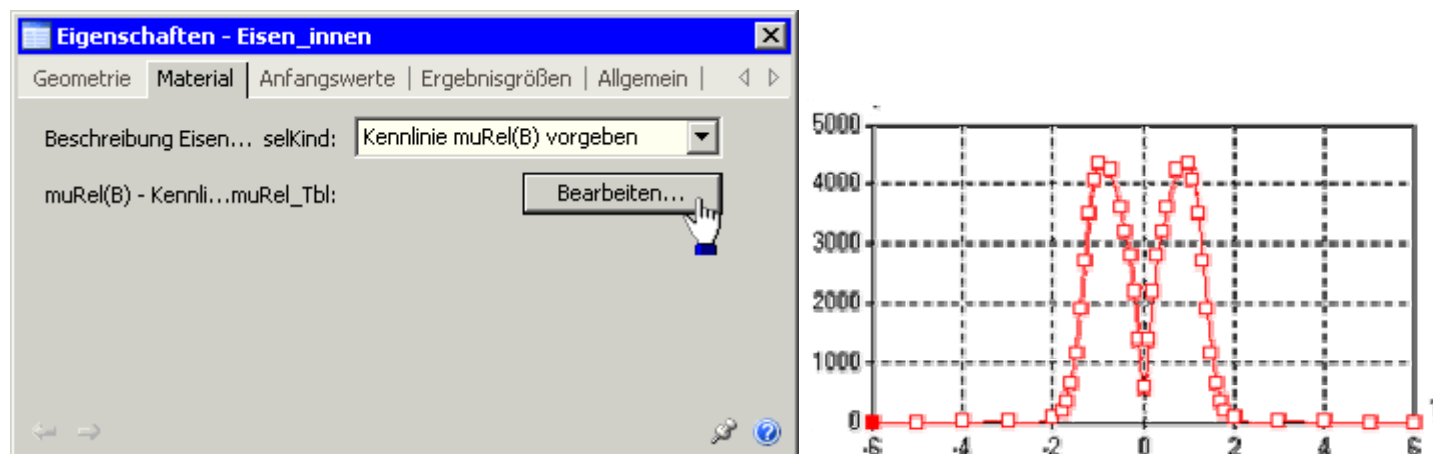 Eigenschaften - Eisen_innen
Geometrie Material Anfangswerte | Ergebnisgrößen | Allgemein |
Beschreibung Eisen... selKind: Kennlinie muRel(B) vorgeben
muRel(B) - Kennli...muRel_Tbl: Bearbeiten...
5000
4000
3000
2000
1000
0
-6 -4 -2 0 2 4 6